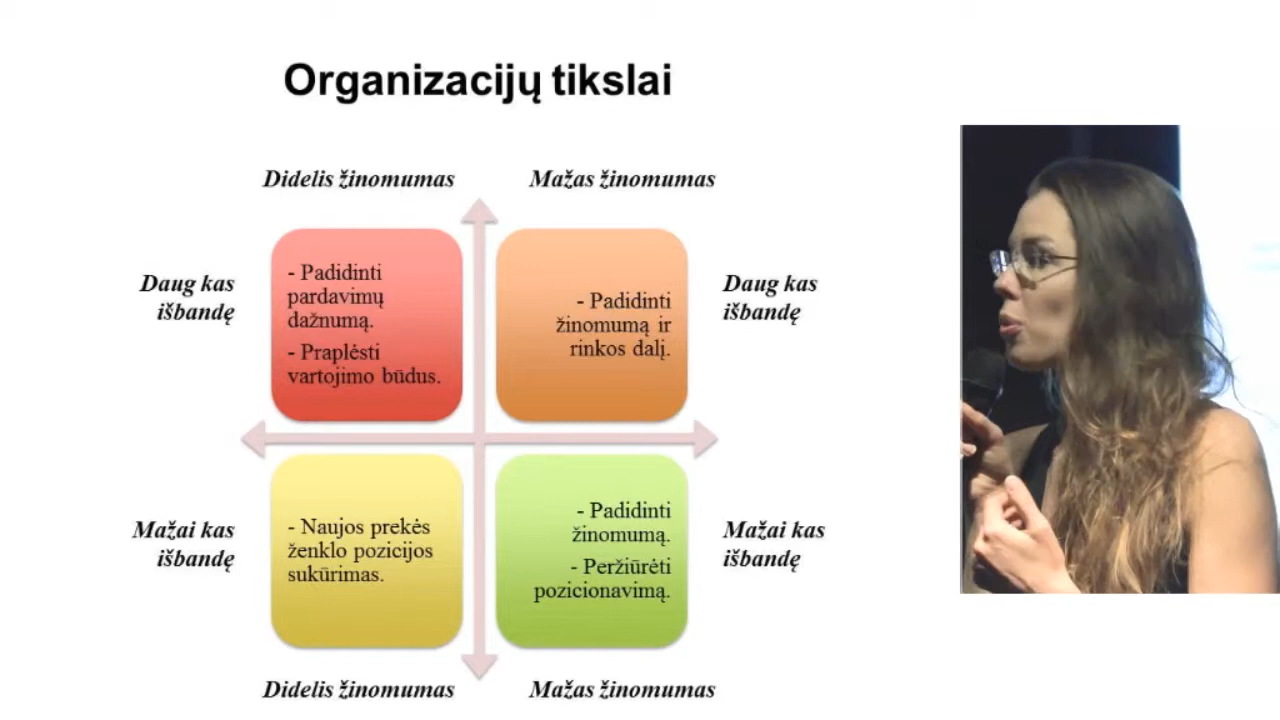 Organizacijų tikslai
Didelis žinomumas
Mažas žinomumas
Daug kas
išbandę
- Padidinti
pardavimų
dažnumą.
- Praplėsti
vartojimo būdus.
- Padidinti
žinomumą ir
rinkos dalį.
Daug kas
išbandę
Mažai kas
išbandę
- Naujos prekės
ženklo pozicijos
sukūrimas.
- Padidinti
žinomumą.
- Peržiūrėti
pozicionavimą.
Mažai kas
išbandę
Didelis žinomumas
Mažas žinomumas